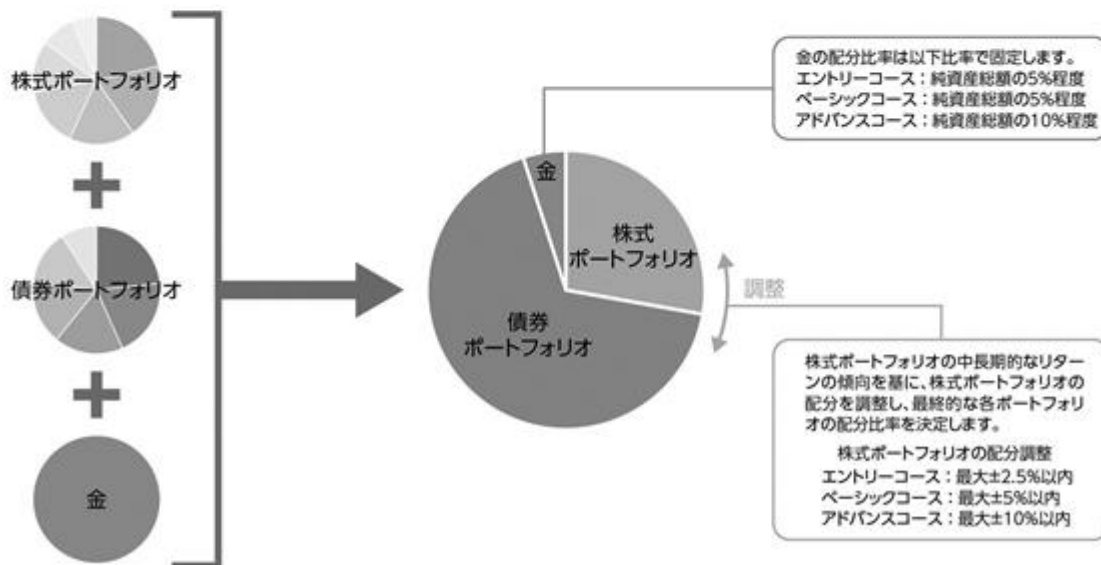 株式ポートフォリオ
債券ポートフォリオ
金
金
株式
ポートフォリオ
債券
ポートフォリオ
調整
金の配分比率は以下比率で固定します。
エントリーコース：純資産総額の5%程度
ベーシックコース：純資産総額の5%程度
アドバンスコース：純資産総額の10%程度
株式ポートフォリオの中長期的なリター
ンの傾向を基に、株式ポートフォリオの
配分を調整し、最終的な各ポートフォリ
オの配分比率を決定します。
株式ポートフォリオの配分調整
エントリーコース：最大±2.5%以内
ベーシックコース：最大±5%以内
アドバンスコース：最大±10%以内